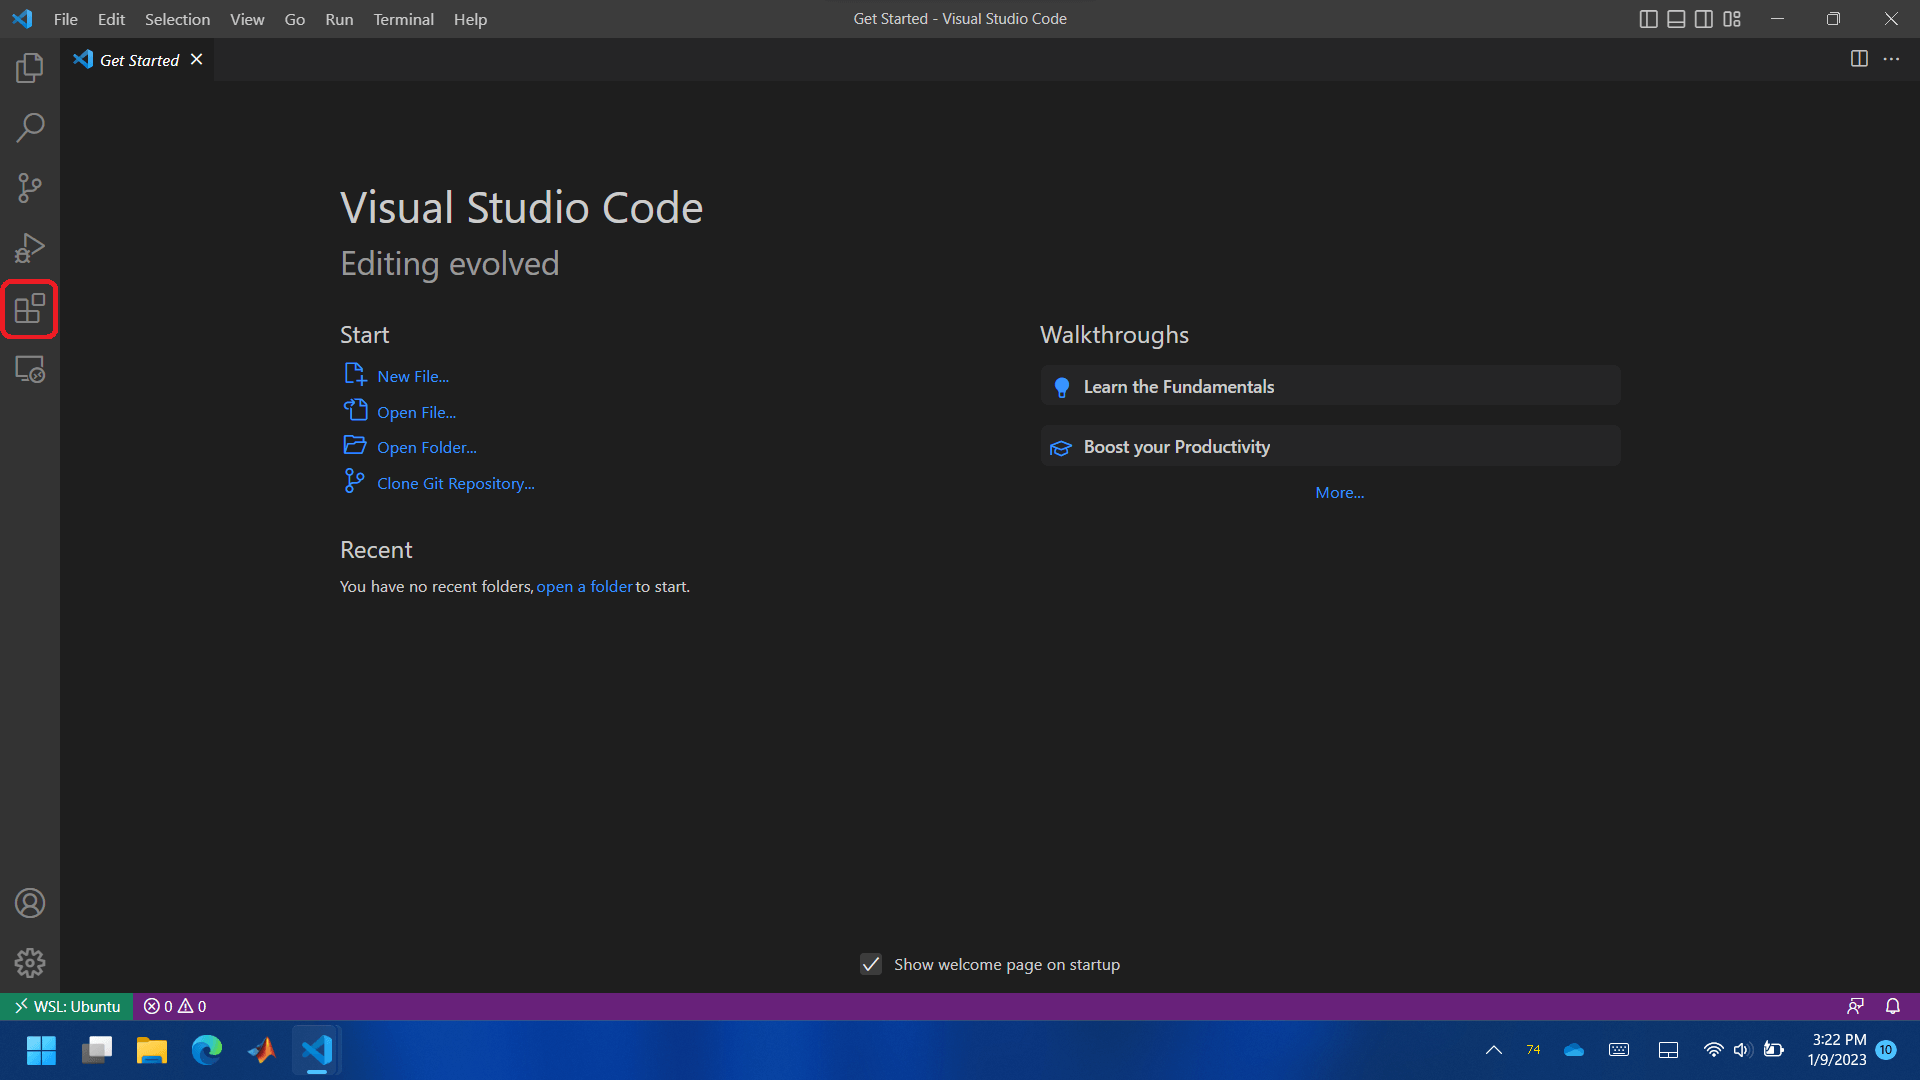 File Edit Selection View Go Run Terminal Help
Get Started - Visual Studio Code
Get Started
Visual Studio Code
Editing evolved
Start
New File...
Open File...
Open Folder...
Clone Git Repository...
Recent
You have no recent folders, open a folder to start.
Walkthroughs
Learn the Fundamentals
Boost your Productivity
More...
Show welcome page on startup
WSL: Ubuntu 0 0
74
3:22 PM
1/9/2023
10